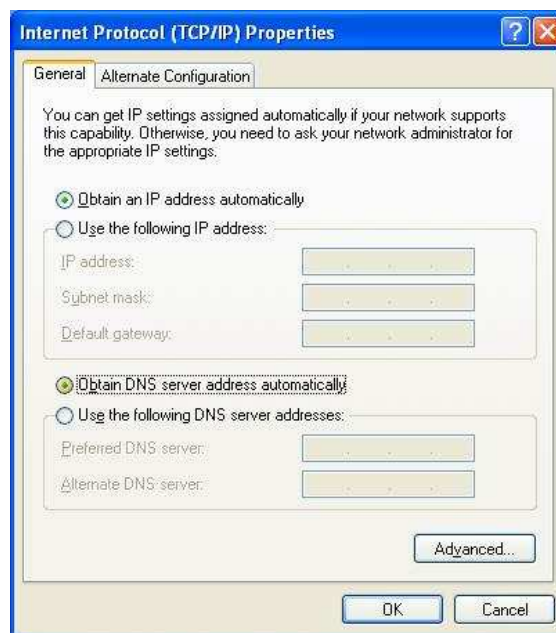 Internet Protocol (TCP/IP) Properties
General
Alternate Configuration
You can get IP settings assigned automatically if your network supports
this capability. Otherwise, you need to ask your network administrator for
the appropriate IP settings.
Obtain an IP address automatically
Use the following IP address:
IP address:
Subnet mask:
Default gateway:
Obtain DNS server address automatically
Use the following DNS server addresses:
Preferred DNS server:
Alternate DNS server:
Advanced...
OK
Cancel